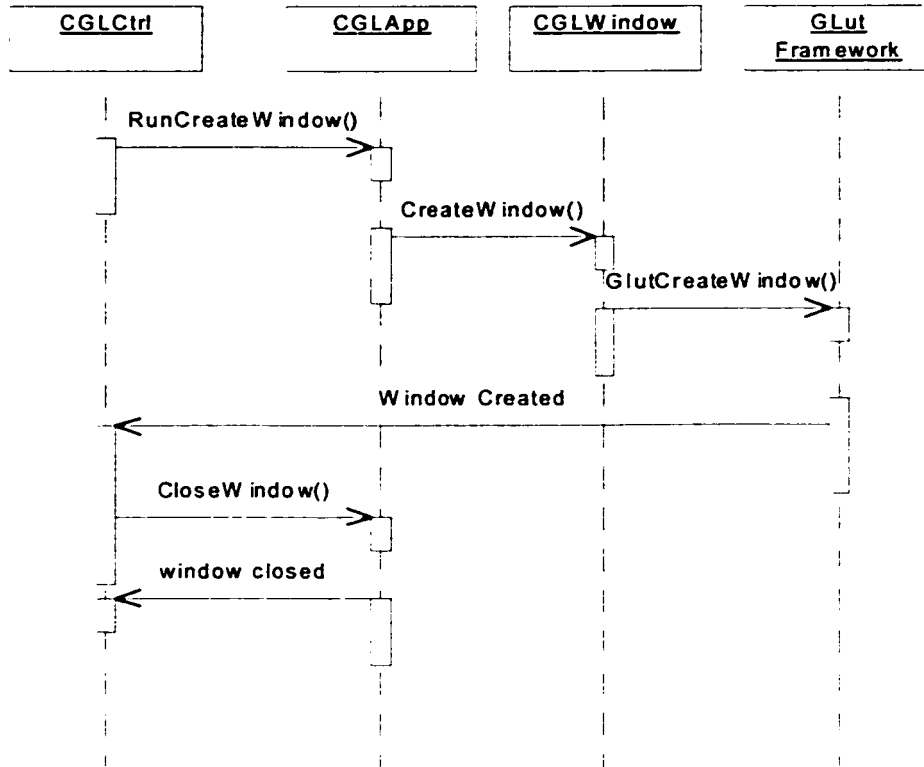 CGLCtrl
CGLApp
CGLWindow
GLut
Framework
RunCreateWindow()
CreateWindow()
GlutCreateWindow()
Window Created
CloseWindow()
window closed